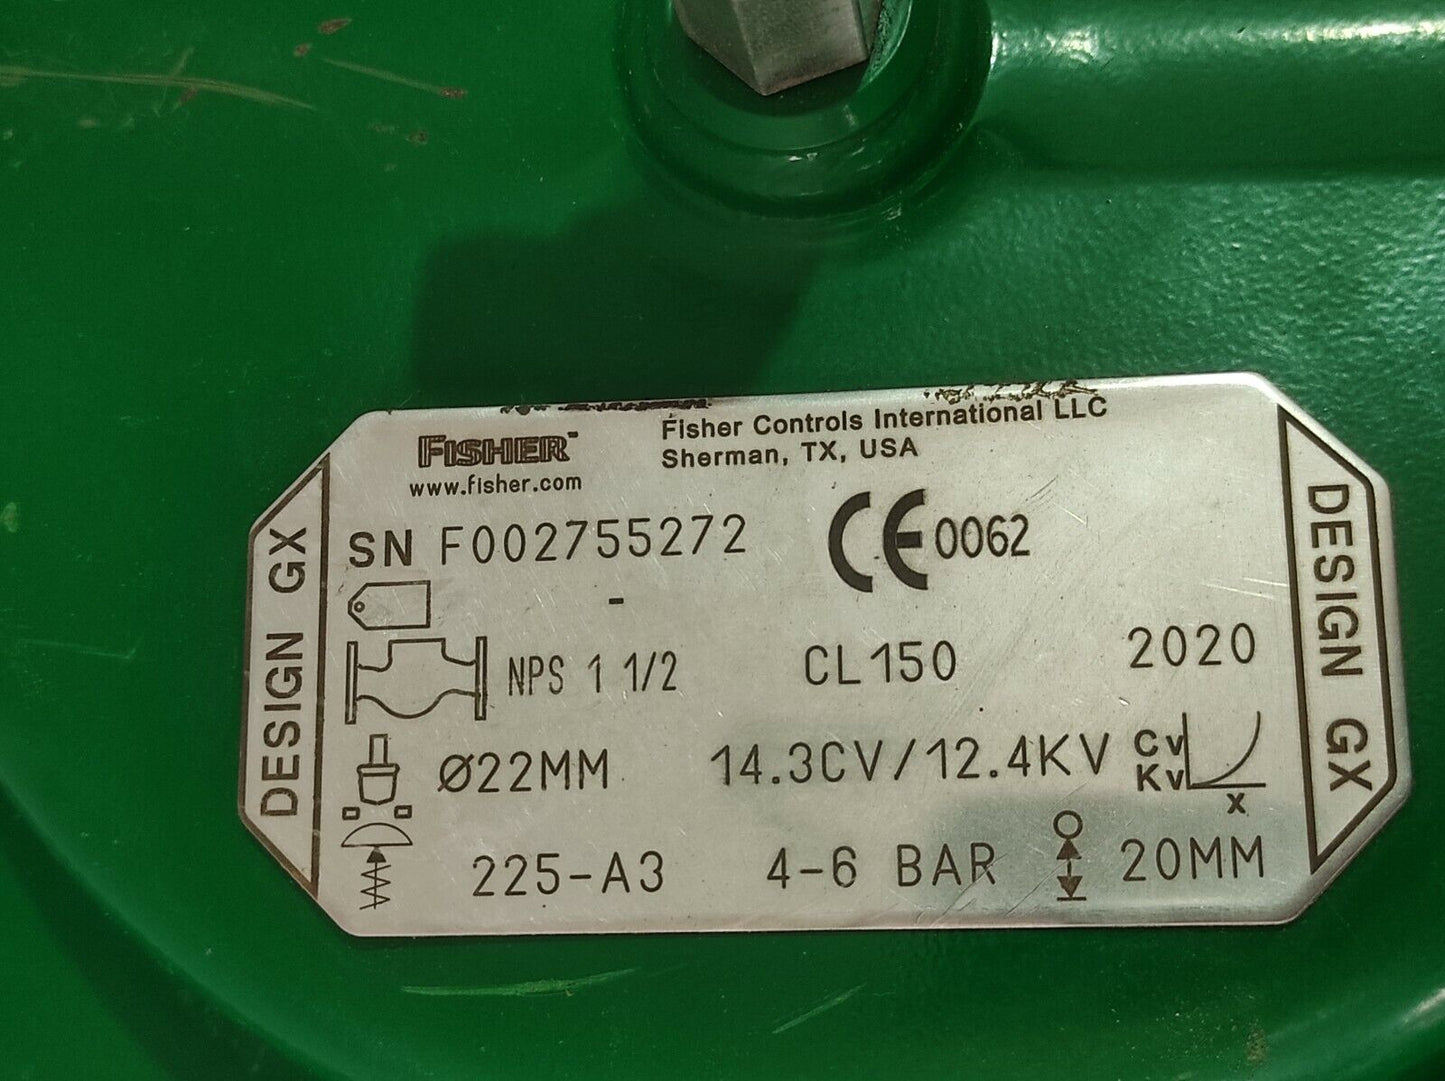 FISHER™
www.fisher.com
Fisher Controls International LLC
Sherman, TX, USA
DESIGN GX
SN F002755272 CE 0062
-
NPS 1 1/2 CL150 2020
Ø22MM 14.3CV/12.4KV Cv Kv x
225-A3 4-6 BAR 20MM
DESIGN GX